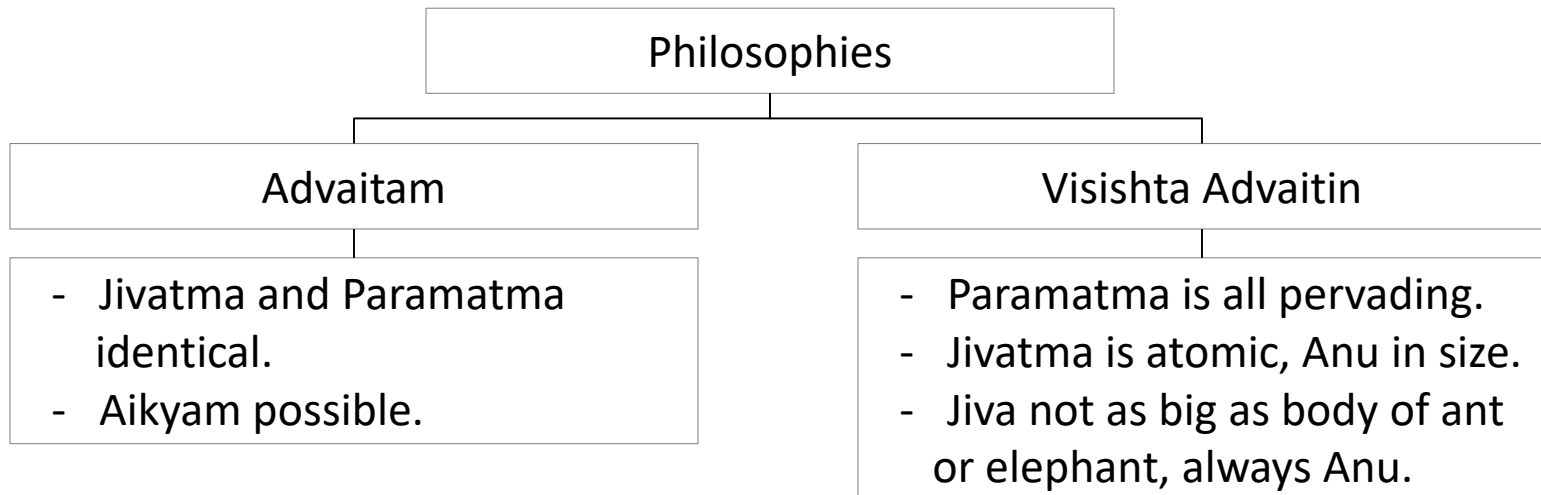 Philosophies
Advaitam
Visishta Advaitin
- Jivatma and Paramatma
identical.
- Aikyam possible.
- Paramatma is all pervading.
- Jivatma is atomic, Anu in size.
- Jiva not as big as body of ant
or elephant, always Anu.